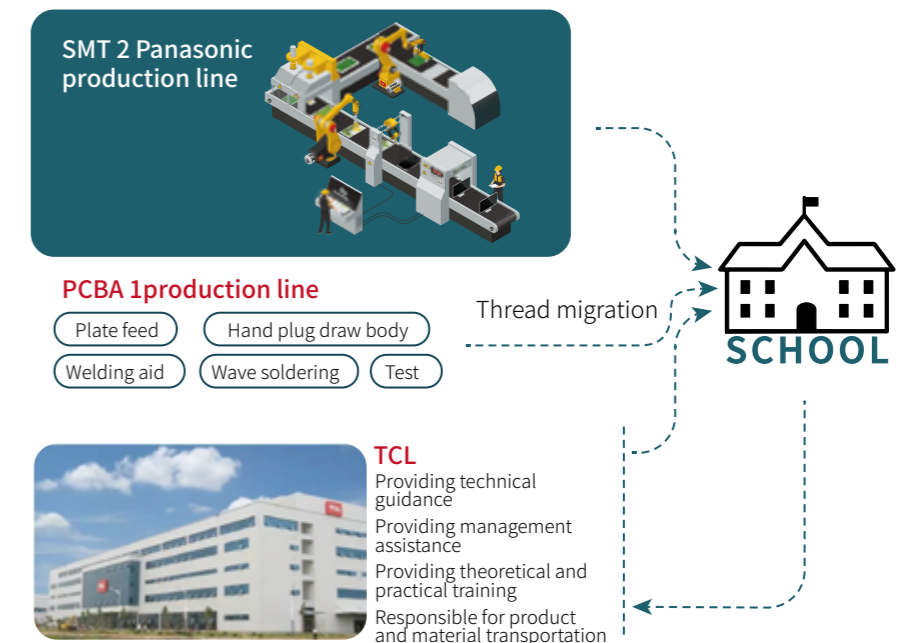 SMT 2 Panasonic
production line
PCBA 1production line
Plate feed
Hand plug draw body
Welding aid
Wave soldering
Test
Thread migration
SCHOOL
TCL
TCL
TCL
Providing technical
guidance
Providing management
assistance
Providing theoretical and
practical training
Responsible for product
and material transportation